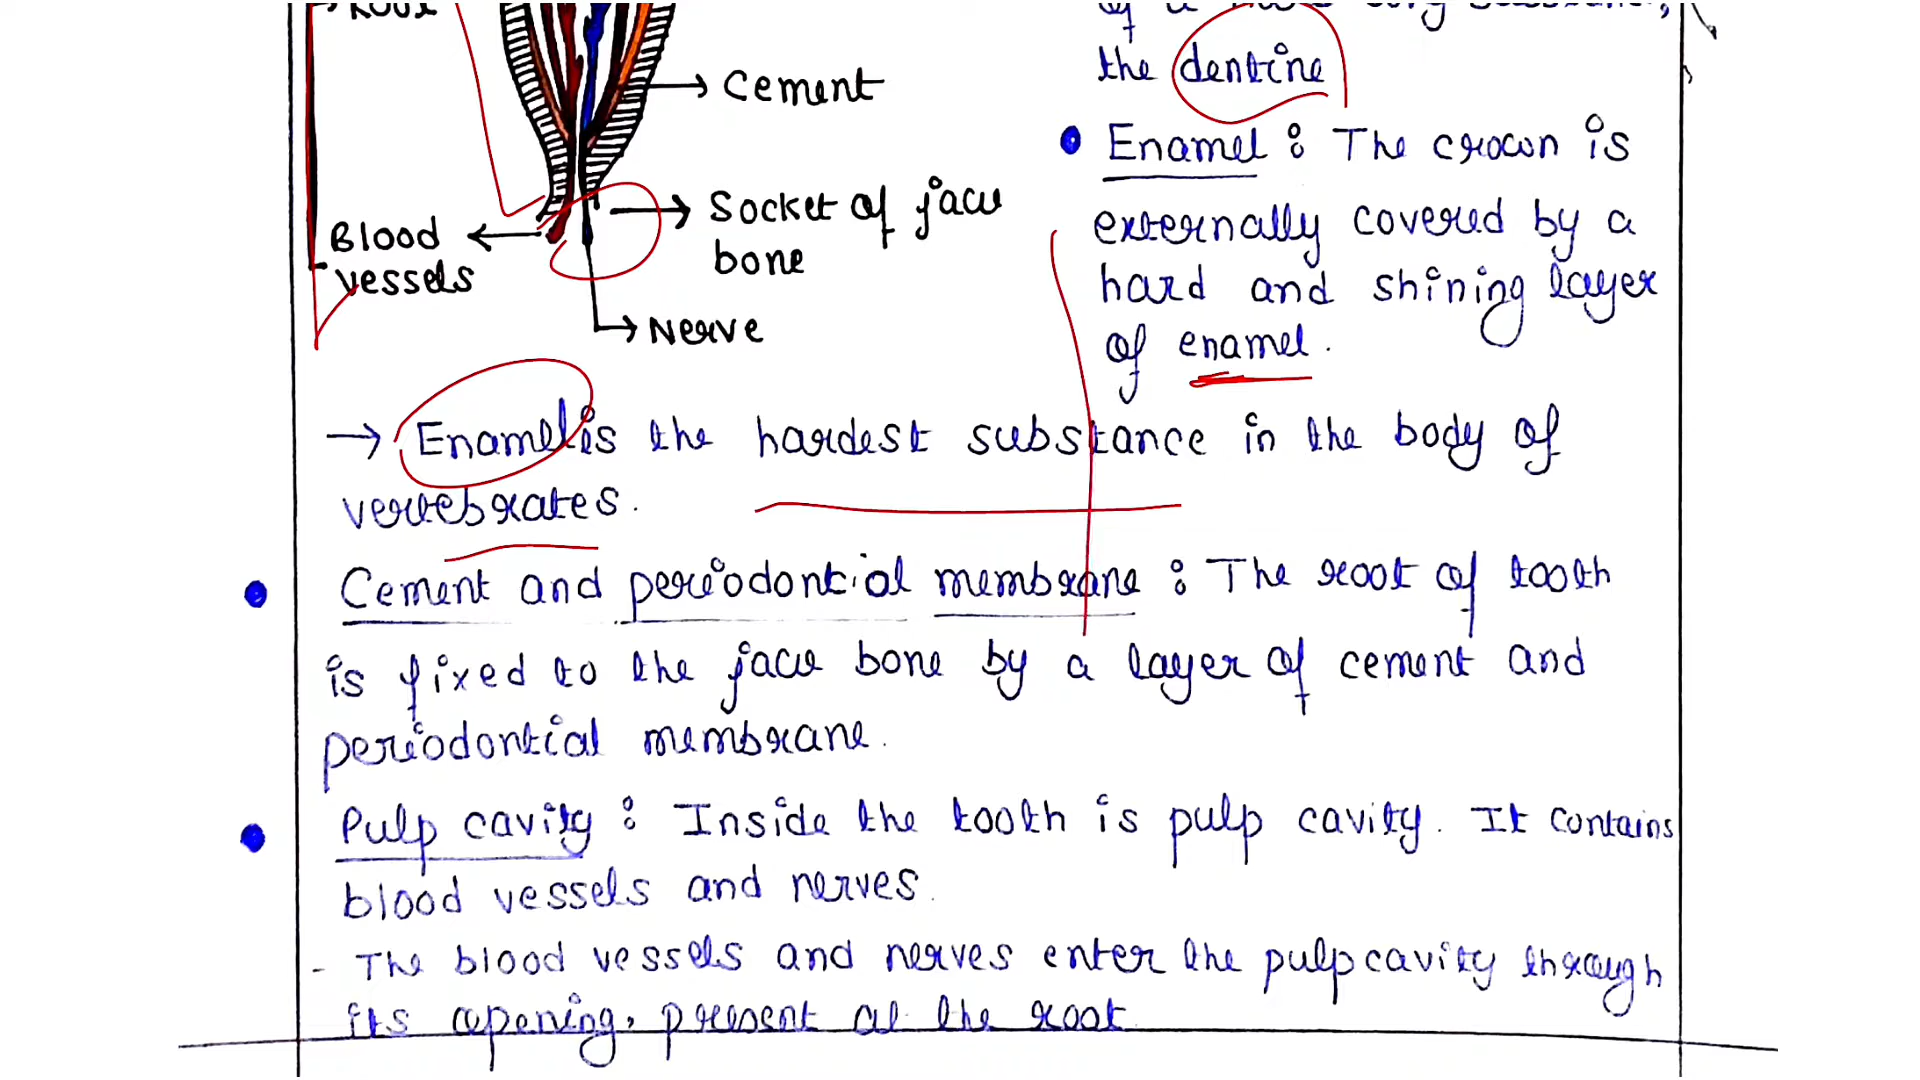 Root
Cement
Socket of jaw
bone
Blood
vessels
Nerve
the dentine
Enamel : The crown is
externally covered by a
hard and shining layer
of enamel.
→ Enamel is the hardest substance in the body of
vertebrates.
Cement and periodontial membrane : The root of tooth
is fixed to the jaw bone by a layer of cement and
periodontial membrane.
Pulp cavity : Inside the tooth is pulp cavity. It contains
blood vessels and nerves.
- The blood vessels and nerves enter the pulp cavity through
its opening, present at the root